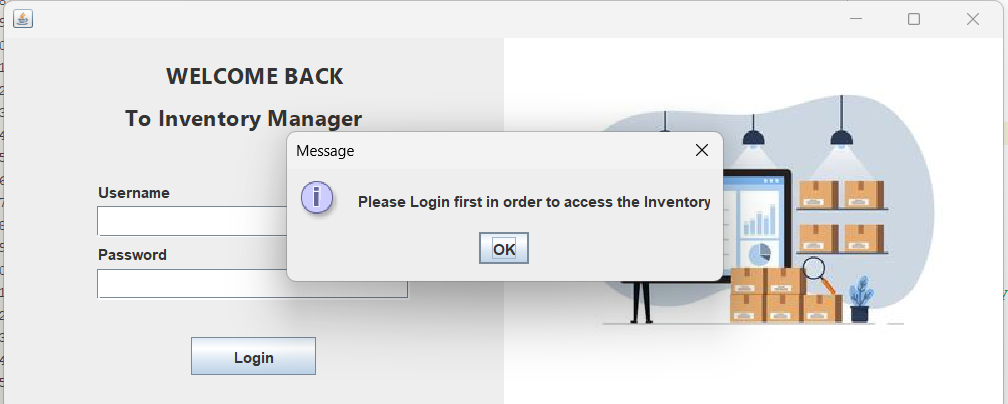 WELCOME BACK
To Inventory Manager
Message
Please Login first in order to access the Inventory
OK
Username
Password
Login